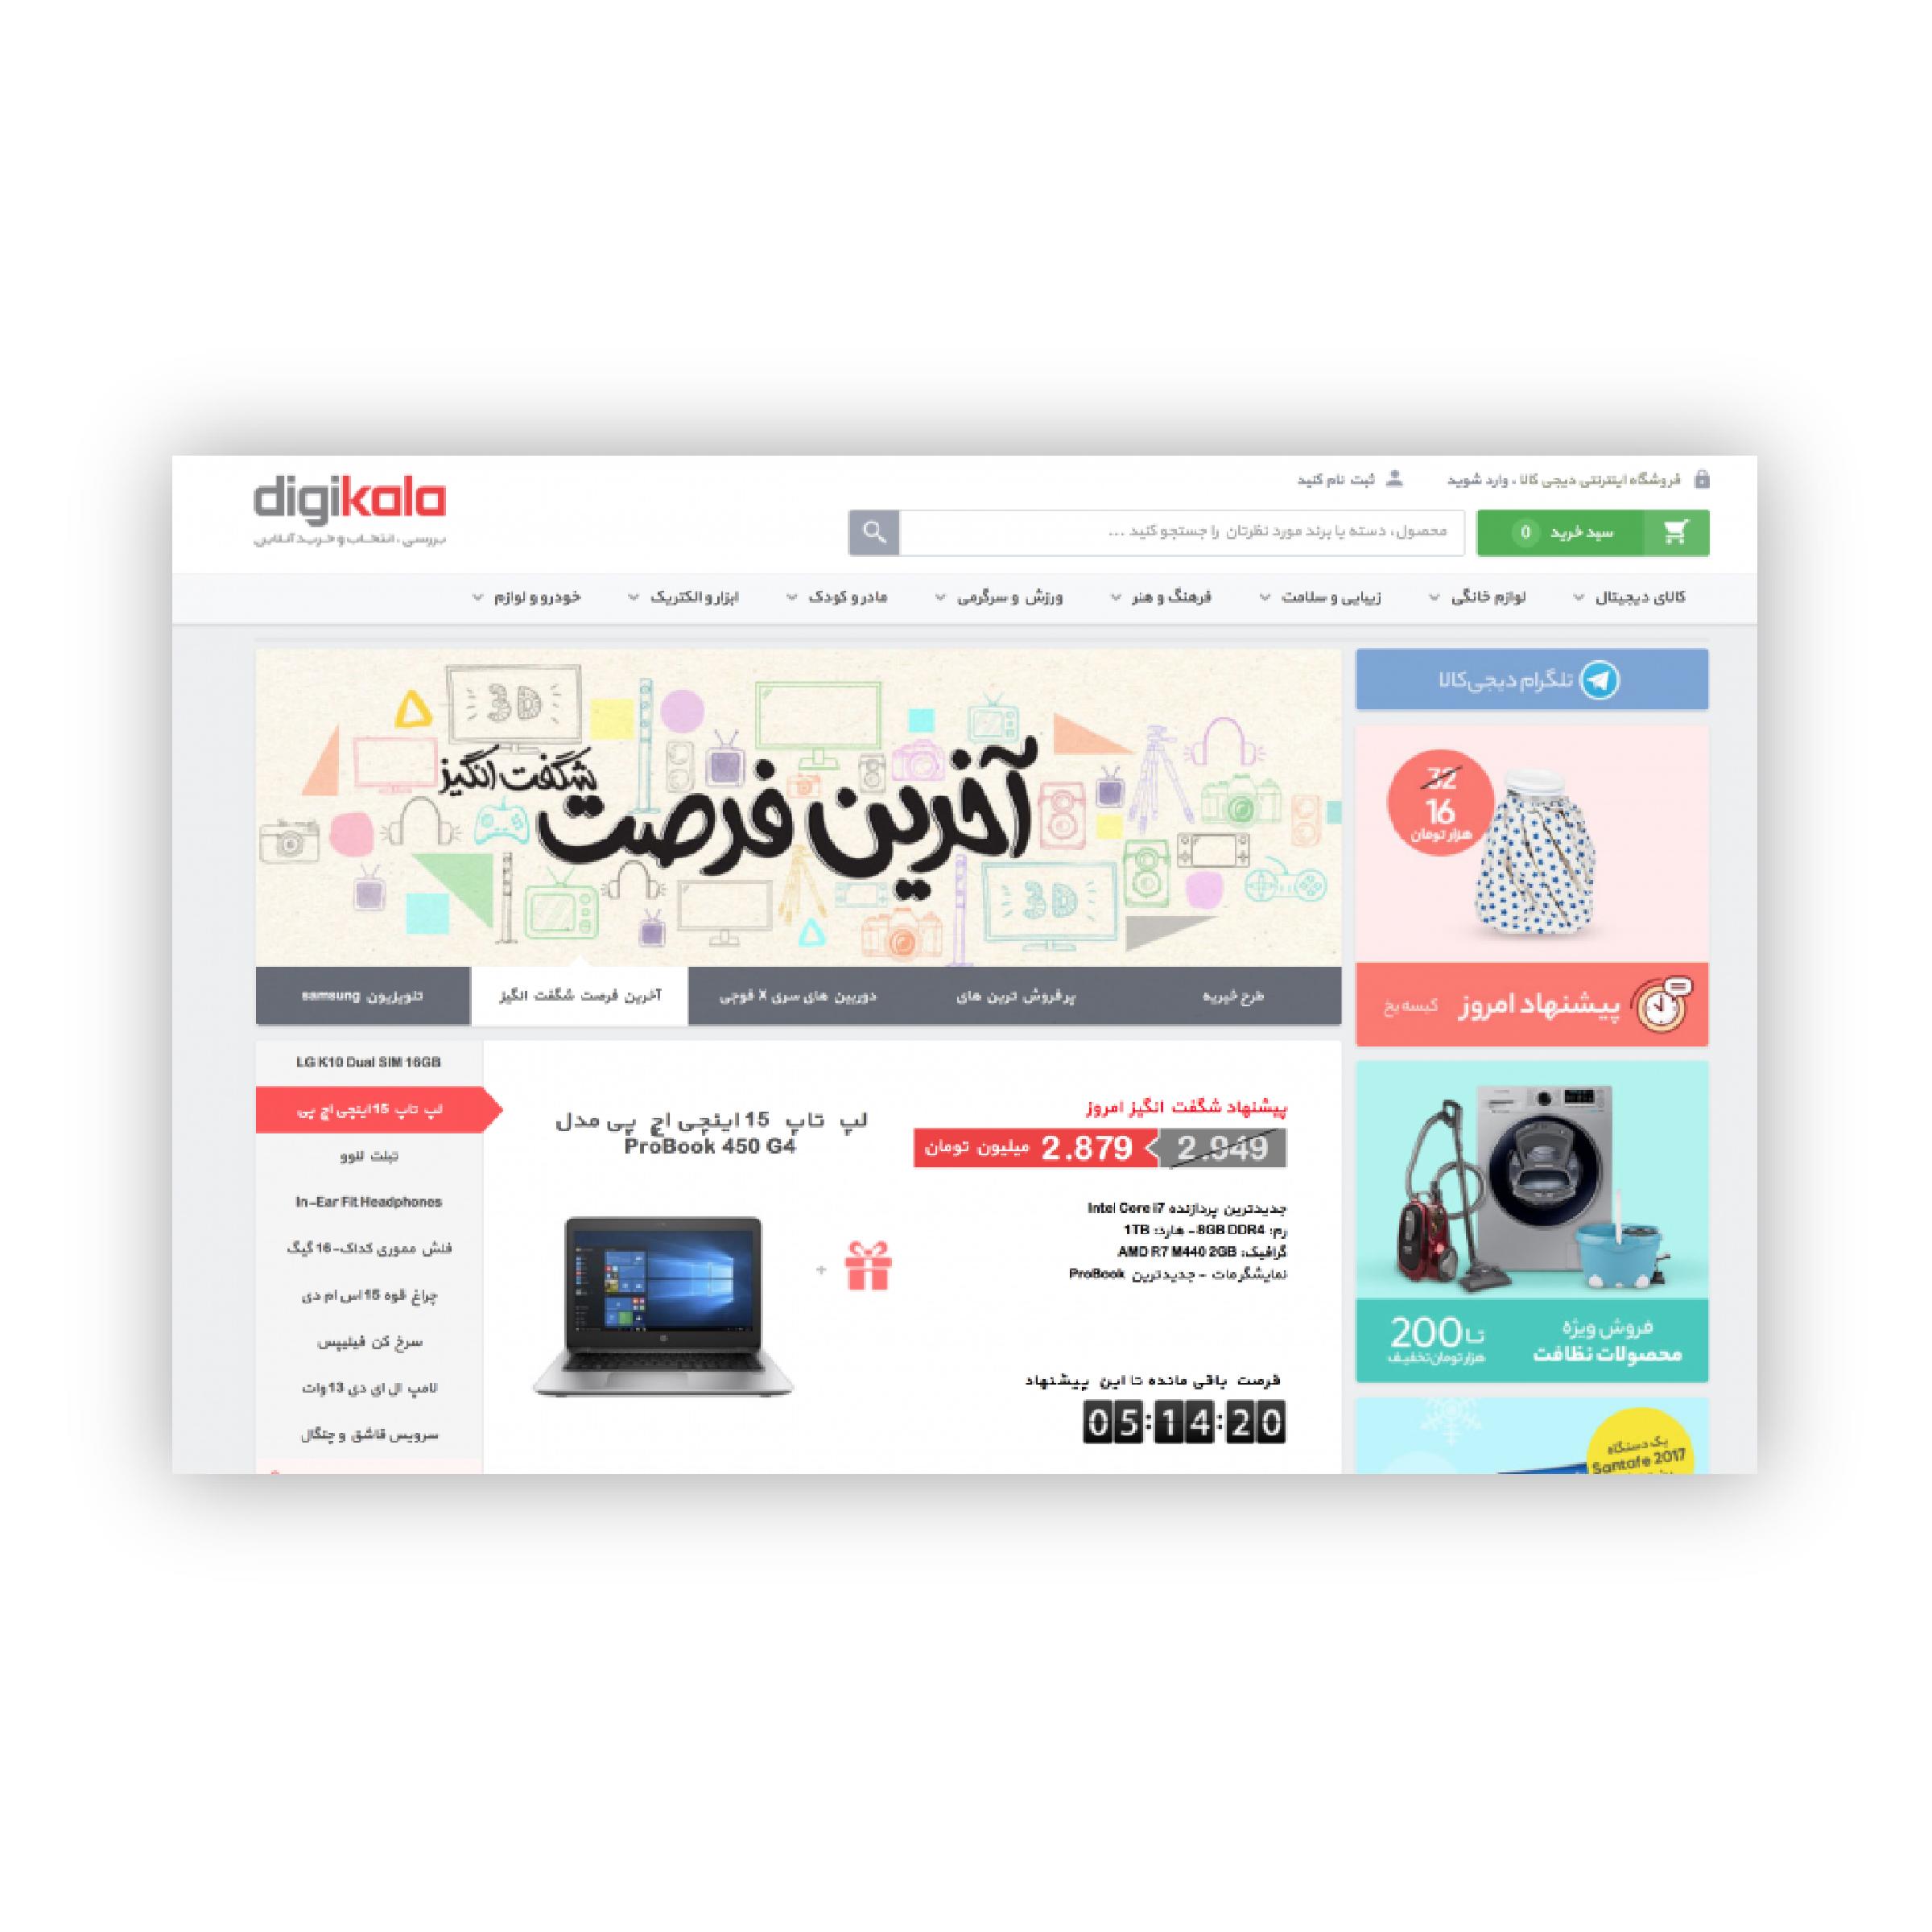 digikala
بررسی، انتخاب و خرید آنلاین
فروشگاه اینترنتی دیجی کالا، وارد شوید
ثبت نام کنید
سبد خرید 0
محصول، دسته یا برند مورد نظرتان را جستجو کنید ...
کالای دیجیتال لوازم خانگی زیبایی و سلامت فرهنگ و هنر ورزش و سرگرمی مادر و کودک ابزار و الکتریک خودرو و لوازم
تلگرام دیجی‌کالا
3D
آخرین فرصت
شگفت انگیز
3D
طرح خیریه پرفروش ترین های دوربین های سری X فوجی آخرین فرصت شگفت انگیز تلویزیون samsung
32
16
هزار تومان
پیشنهاد امروز کیسه یخ
پیشنهاد شگفت انگیز امروز
2.949 2.879 میلیون تومان
جدیدترین پردازنده Intel Core i7
رم: 8GB DDR4 - هارد: 1TB
گرافیک: AMD R7 M440 2GB
نمایشگر مات - جدیدترین ProBook
فرصت باقی مانده تا این پیشنهاد
05:14:20
لپ تاپ 15 اینچی اچ پی مدل
ProBook 450 G4
+
LG K10 Dual SIM 16GB
لپ تاپ 15 اینچی اچ پی
تبلت لنوو
In-Ear Fit Headphones
فلش مموری کداک- 16 گیگ
چراغ قوه 15 اس ام دی
سرخ کن فیلیپس
لامپ ال ای دی 13 وات
سرویس قاشق و چنگال
فروش ویژه
محصولات نظافت
تا 200
هزار تومان تخفیف
یک دستگاه
Santafe 2017